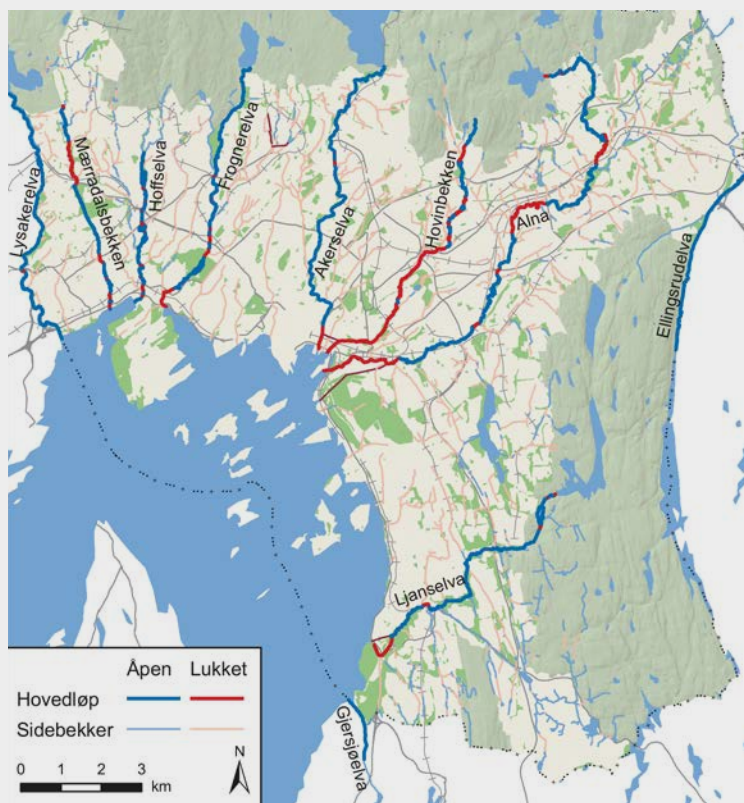 Lysakerelva
Mærradalsbekken
Hoffselva
Frognerelva
Akerselva
Hovinbekken
Alna
Ellingsrudelva
Ljanselva
Gjersjøelva
Åpen Lukket
Hovedløp
Sidebekker
N
0 1 2 3
km